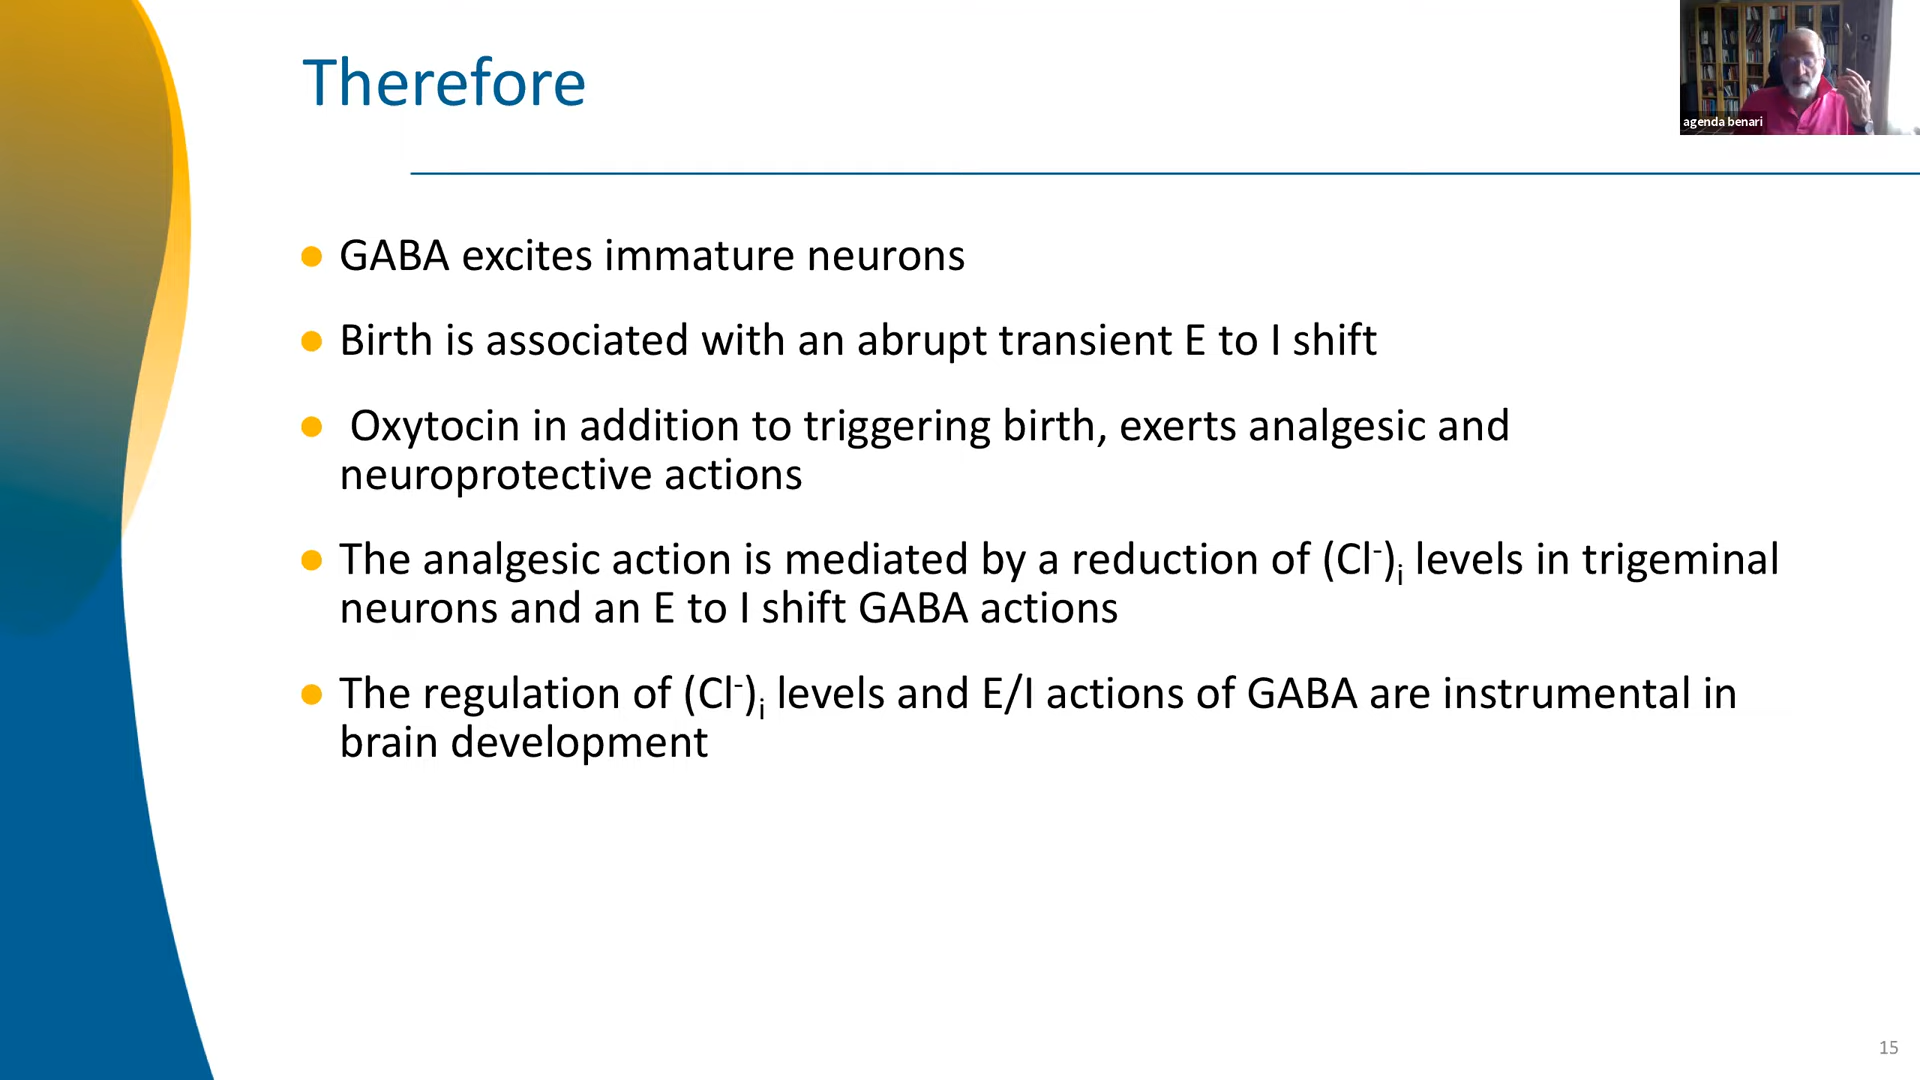 Therefore
agenda benari
● GABA excites immature neurons
● Birth is associated with an abrupt transient E to I shift
● Oxytocin in addition to triggering birth, exerts analgesic and
neuroprotective actions
● The analgesic action is mediated by a reduction of (Cl⁻)ᵢ levels in trigeminal
neurons and an E to I shift GABA actions
● The regulation of (Cl⁻)ᵢ levels and E/I actions of GABA are instrumental in
brain development
15